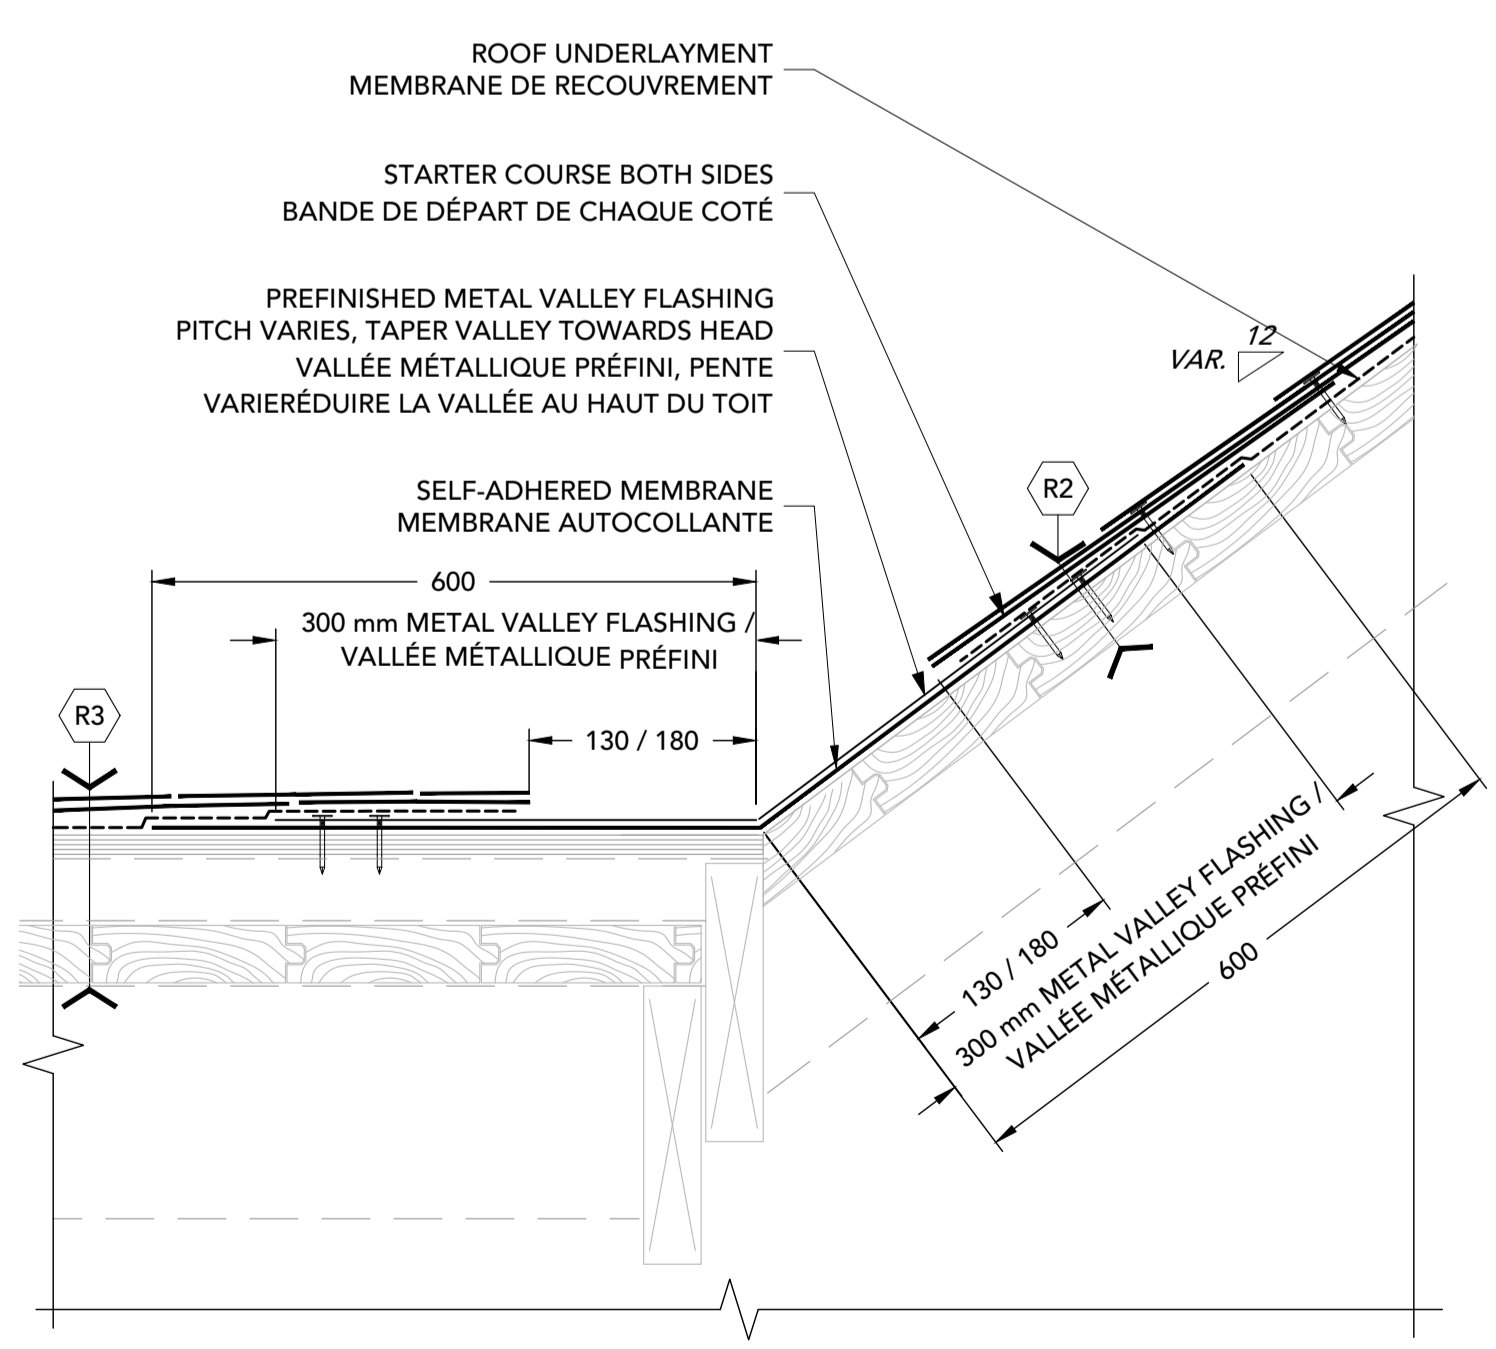 ROOF UNDERLAYMENT
MEMBRANE DE RECOUVREMENT
STARTER COURSE BOTH SIDES
BANDE DE DÉPART DE CHAQUE COTÉ
PREFINISHED METAL VALLEY FLASHING
PITCH VARIES, TAPER VALLEY TOWARDS HEAD
VALLÉE MÉTALLIQUE PRÉFINI, PENTE
VARIERÉDUIRE LA VALLÉE AU HAUT DU TOIT
SELF-ADHERED MEMBRANE
MEMBRANE AUTOCOLLANTE
12
VAR.
R2
600
300 mm METAL VALLEY FLASHING /
VALLÉE MÉTALLIQUE PRÉFINI
R3
130 / 180
130 / 180
300 mm METAL VALLEY FLASHING /
VALLÉE MÉTALLIQUE PRÉFINI
600